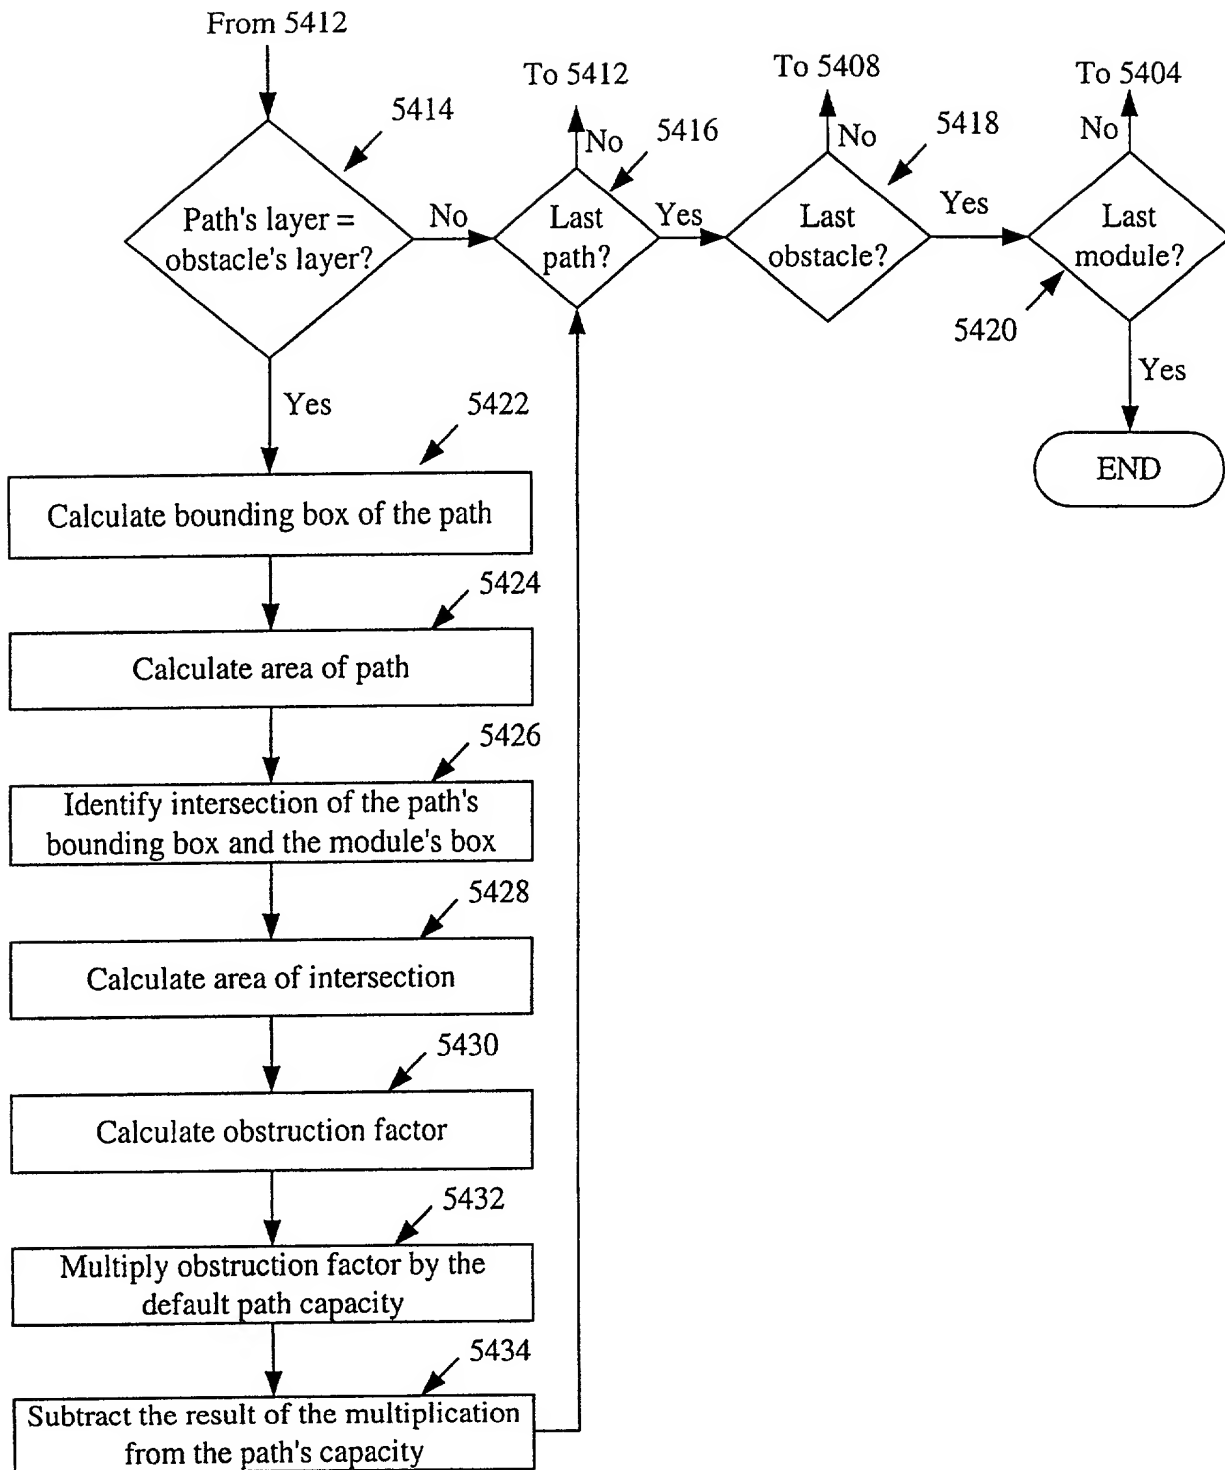 From 5412
To 5412
To 5408
To 5404
5414
No
5416
No
5418
No
Path's layer =
obstacle's layer?
No
Last
path?
Yes
Last
obstacle?
Yes
Last
module?
5420
Yes
Yes
5422
END
Calculate bounding box of the path
5424
Calculate area of path
5426
Identify intersection of the path's
bounding box and the module's box
5428
Calculate area of intersection
5430
Calculate obstruction factor
5432
Multiply obstruction factor by the
default path capacity
5434
Subtract the result of the multiplication
from the path's capacity